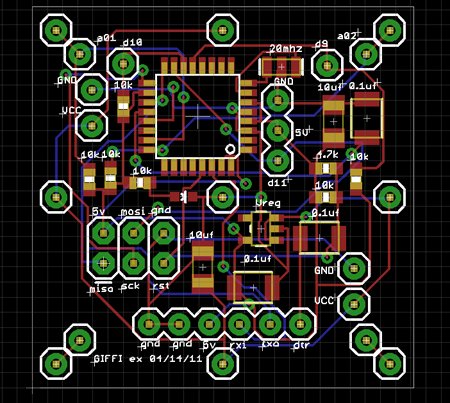 a01
d10
20mhz
d9
a02
GND
10k
GND
10uf
0.1uf
VCC
5V
10k
10k
4.7k
10k
10k
d11
10k
5v
mosi
gnd
Vreg
0.1uf
10uf
miso
sck
rst
0.1uf
GND
VCC
gnd
gnd
5v
rxi
txo
dtr
GIFFI ex 04/14/11